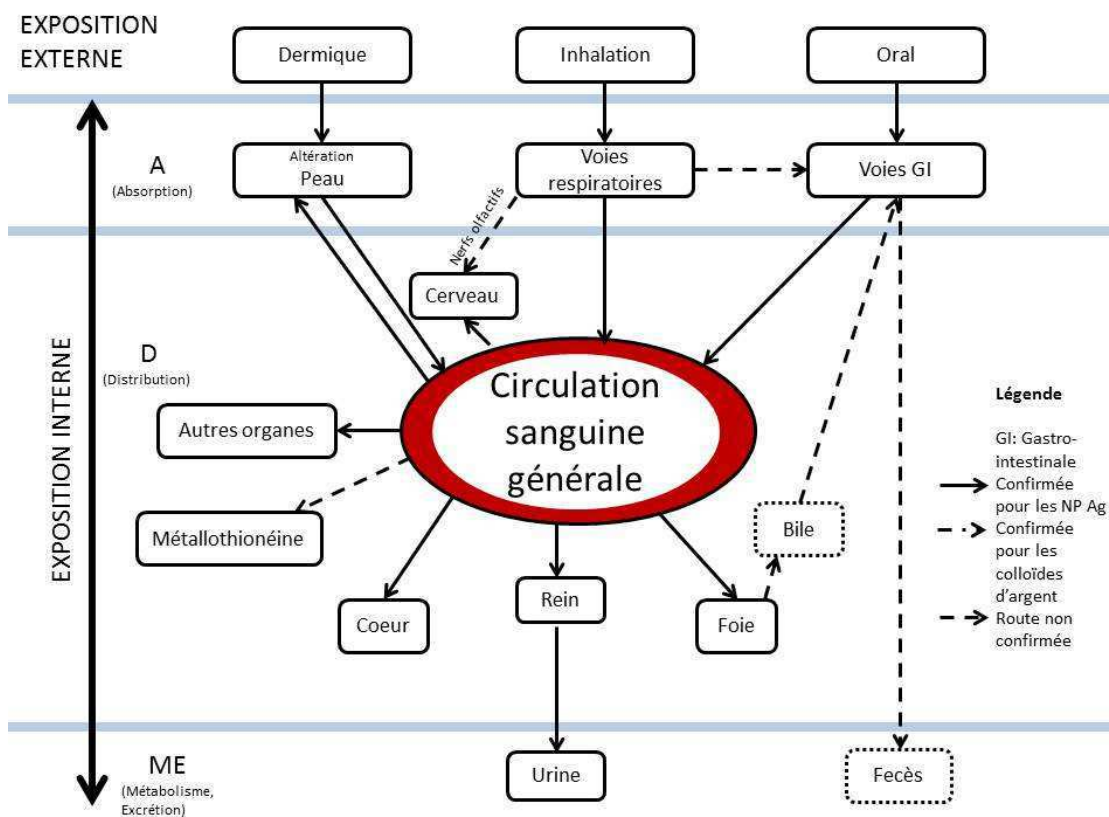 EXPOSITION
EXTERNE
Dermique
Inhalation
Oral
A
(Absorption)
Altération
Peau
Voies
respiratoires
Voies GI
Nerfs olfactifs
Cerveau
EXPOSITION INTERNE
D
(Distribution)
Circulation
sanguine
générale
Autres organes
Métallothionéine
Bile
Coeur
Rein
Foie
Légende
GI: Gastro-
intestinale
Confirmée
pour les NP Ag
Confirmée
pour les
colloïdes
d'argent
Route non
confirmée
ME
(Métabolisme,
Excrétion)
Urine
Fecès